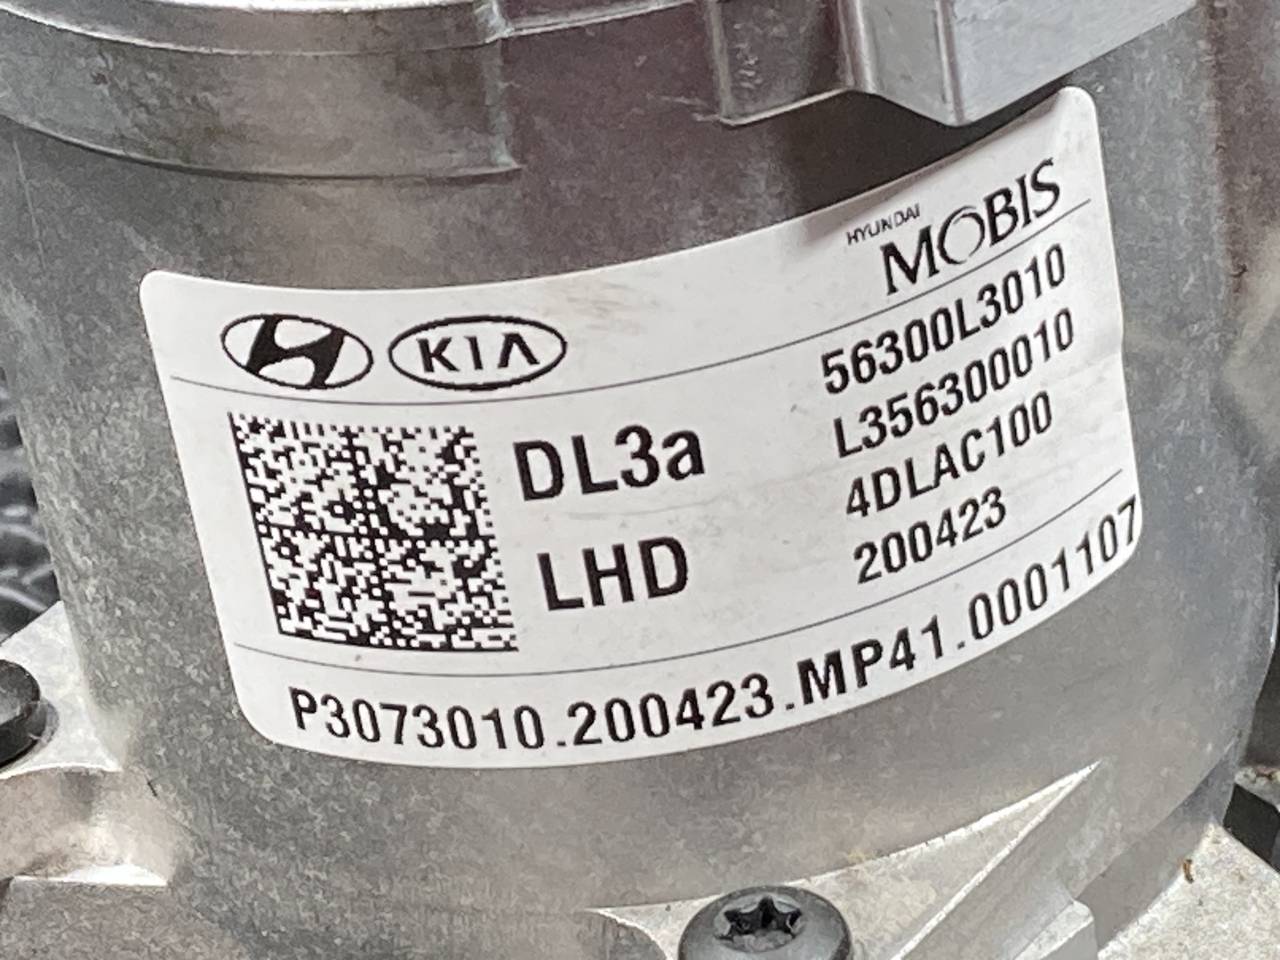 HYUNDAI
MOBIS
KIA
56300L3010
DL3a
L356300010
4DLAC100
LHD
200423
P3073010.200423.MP41.0001107